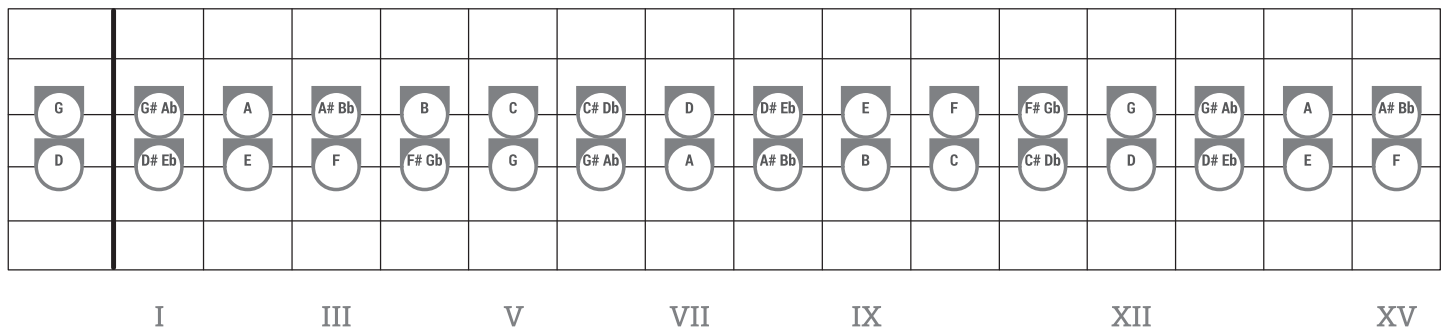 G G# Ab A A# Bb B C C# Db D D# Eb E F F# Gb G G# Ab A A# Bb
D D# Eb E F F# Gb G G# Ab A A# Bb B C C# Db D D# Eb E F
I III V VII IX XII XV